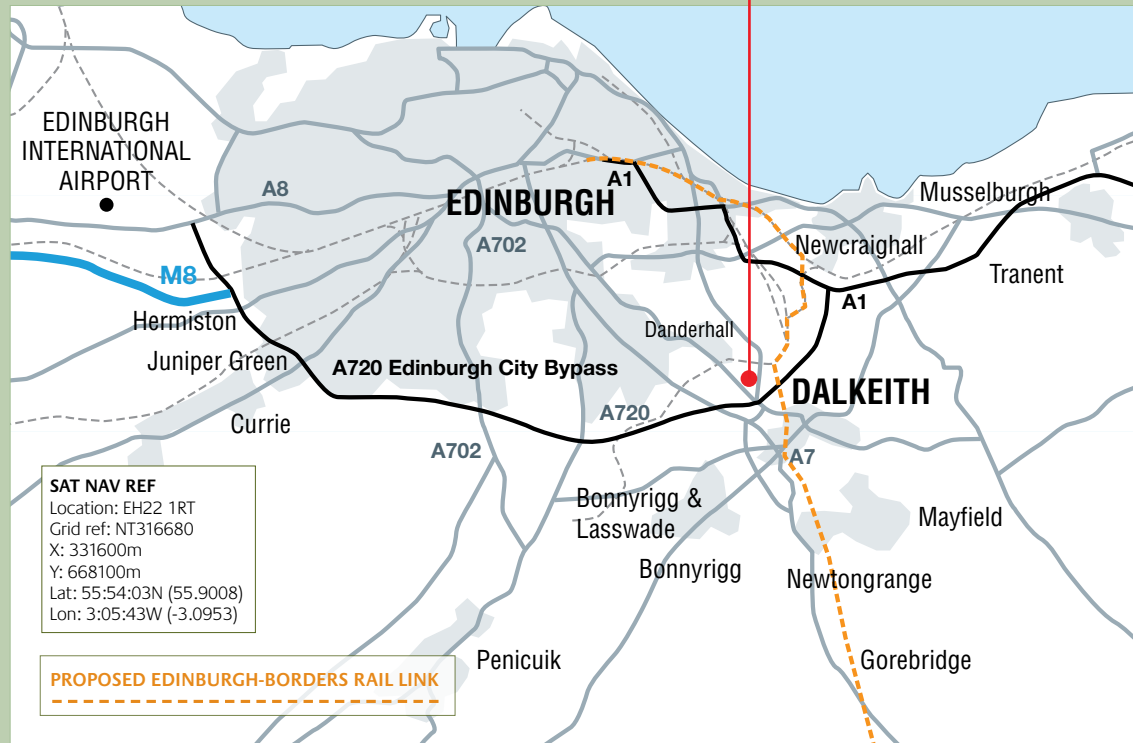 EDINBURGH
INTERNATIONAL
AIRPORT
A8
EDINBURGH
A1
Musselburgh
A702
Newcraighall
Tranent
M8
A1
Hermiston
Danderhall
Juniper Green
A720 Edinburgh City Bypass
DALKEITH
A720
Currie
A702
A7
SAT NAV REF
Location: EH22 1RT
Grid ref: NT316680
X: 331600m
Y: 668100m
Lat: 55:54:03N (55.9008)
Lon: 3:05:43W (-3.0953)
Bonnyrigg &
Lasswade
Mayfield
Bonnyrigg
Newtongrange
Penicuik
Gorebridge
PROPOSED EDINBURGH-BORDERS RAIL LINK